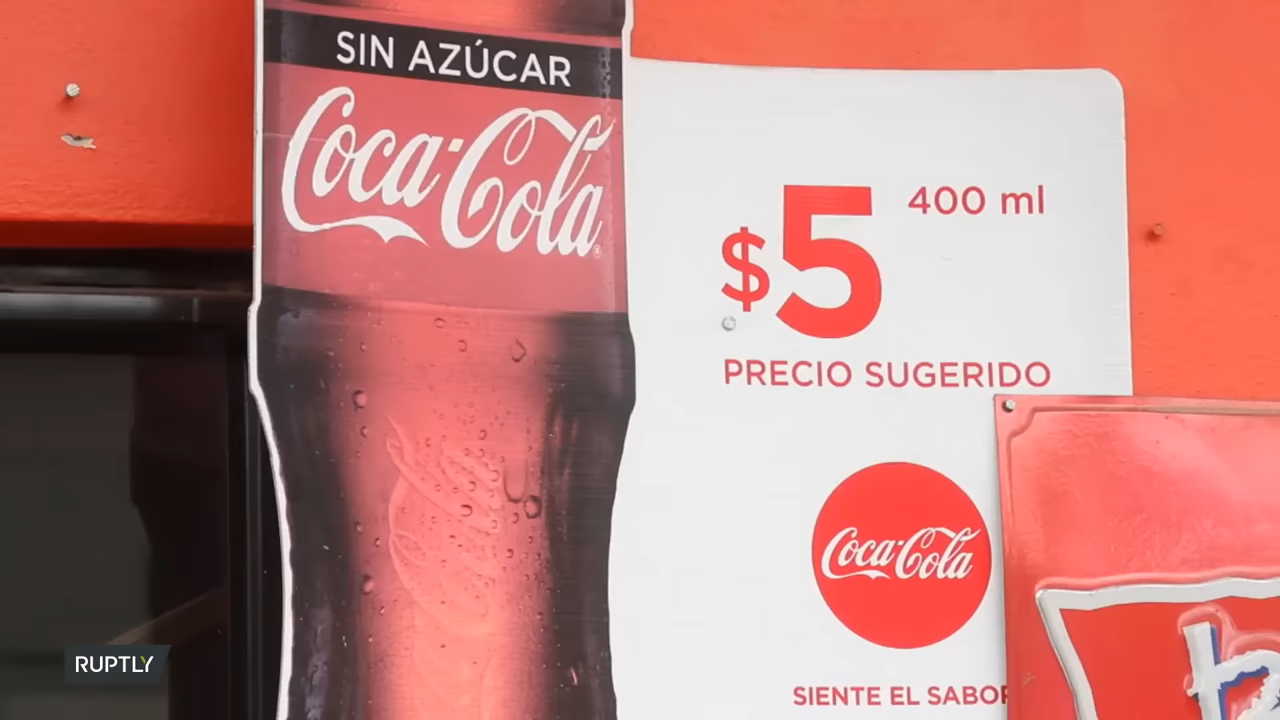 SIN AZÚCAR
Coca-Cola
$5 400 ml
PRECIO SUGERIDO
Coca-Cola
SIENTE EL SABOR
RUPTLY